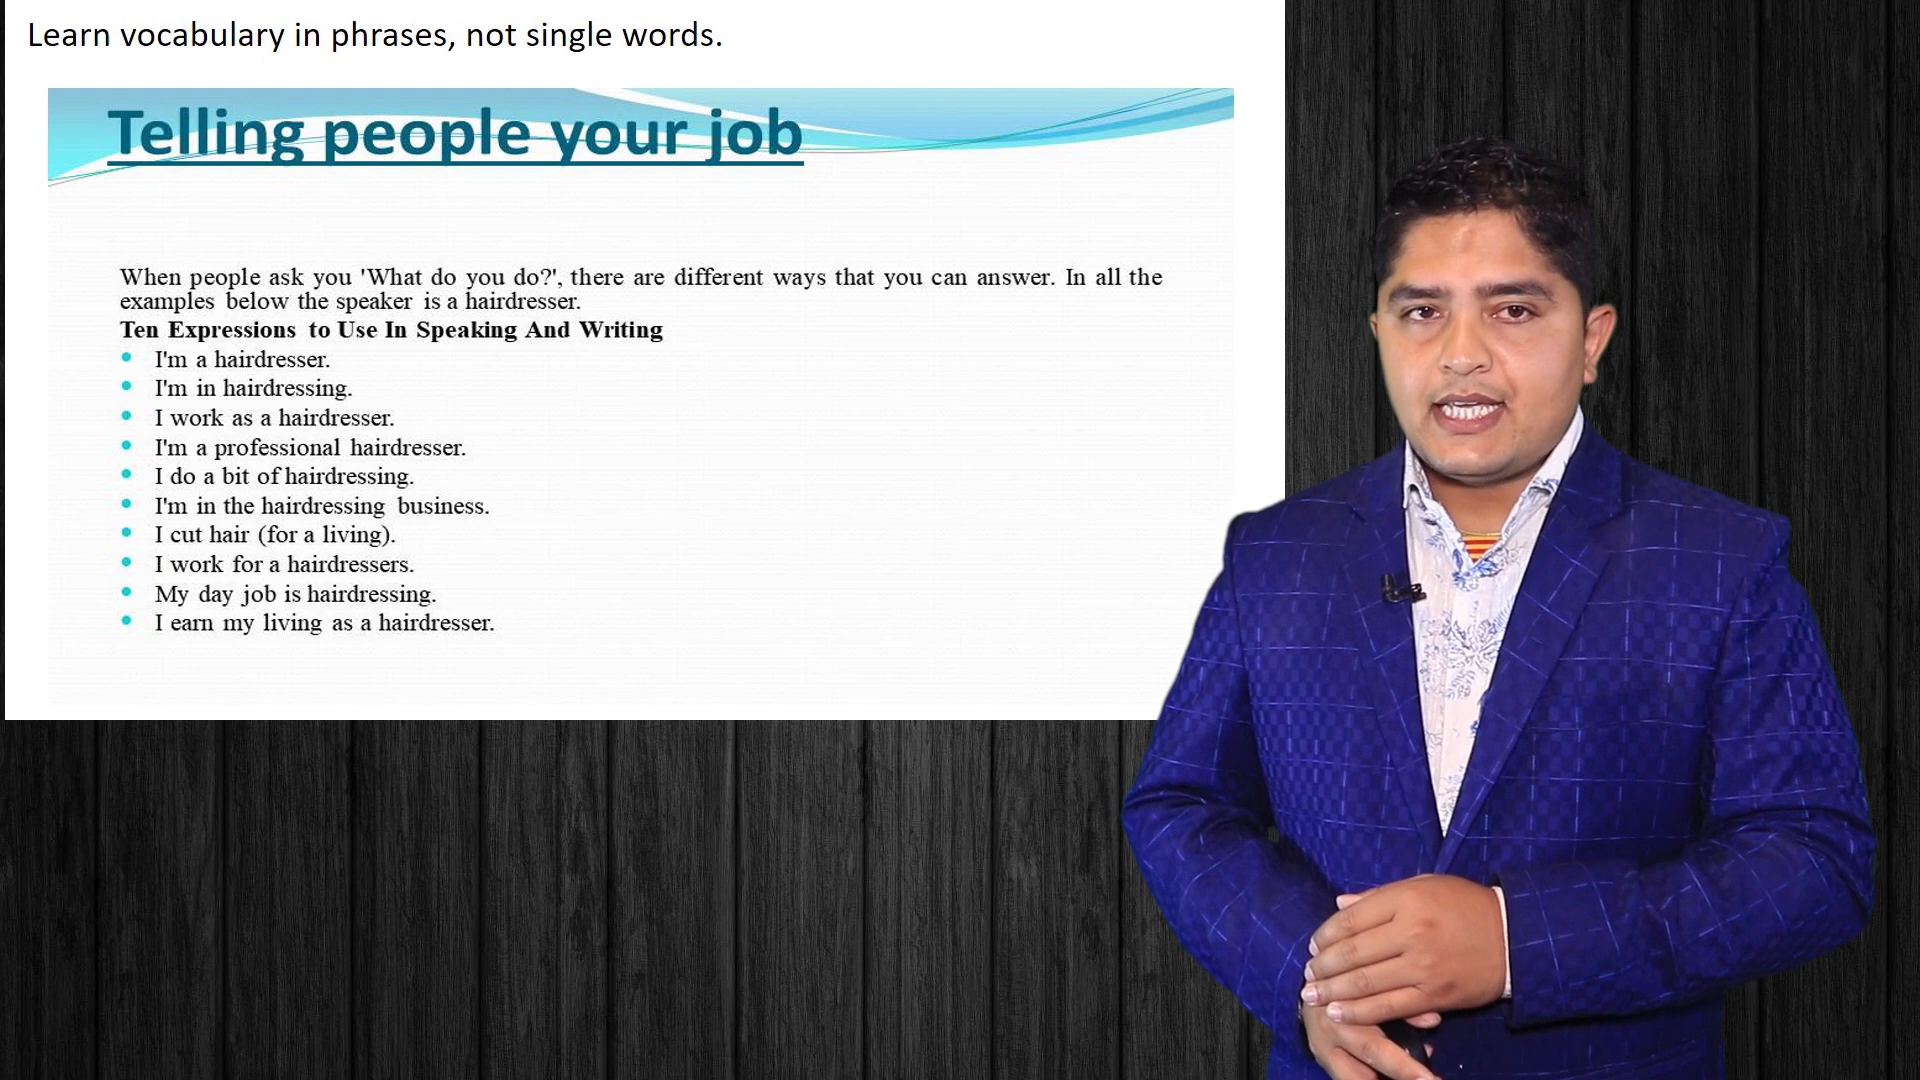 Learn vocabulary in phrases, not single words.
Telling people your job
When people ask you 'What do you do?', there are different ways that you can answer. In all the
examples below the speaker is a hairdresser.
Ten Expressions to Use In Speaking And Writing
I'm a hairdresser.
I'm in hairdressing.
I work as a hairdresser.
I'm a professional hairdresser.
I do a bit of hairdressing.
I'm in the hairdressing business.
I cut hair (for a living).
I work for a hairdressers.
My day job is hairdressing.
I earn my living as a hairdresser.